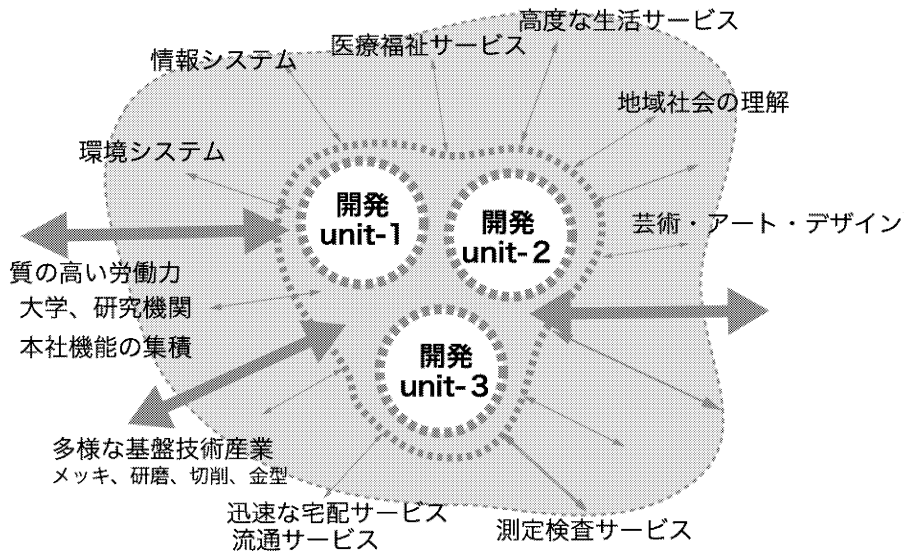 高度な生活サービス
医療福祉サービス
情報システム
地域社会の理解
環境システム
開発
unit-1
開発
unit-2
芸術・アート・デザイン
質の高い労働力
大学、研究機関
本社機能の集積
開発
unit-3
多様な基盤技術産業
メッキ、研磨、切削、金型
迅速な宅配サービス
流通サービス
測定検査サービス